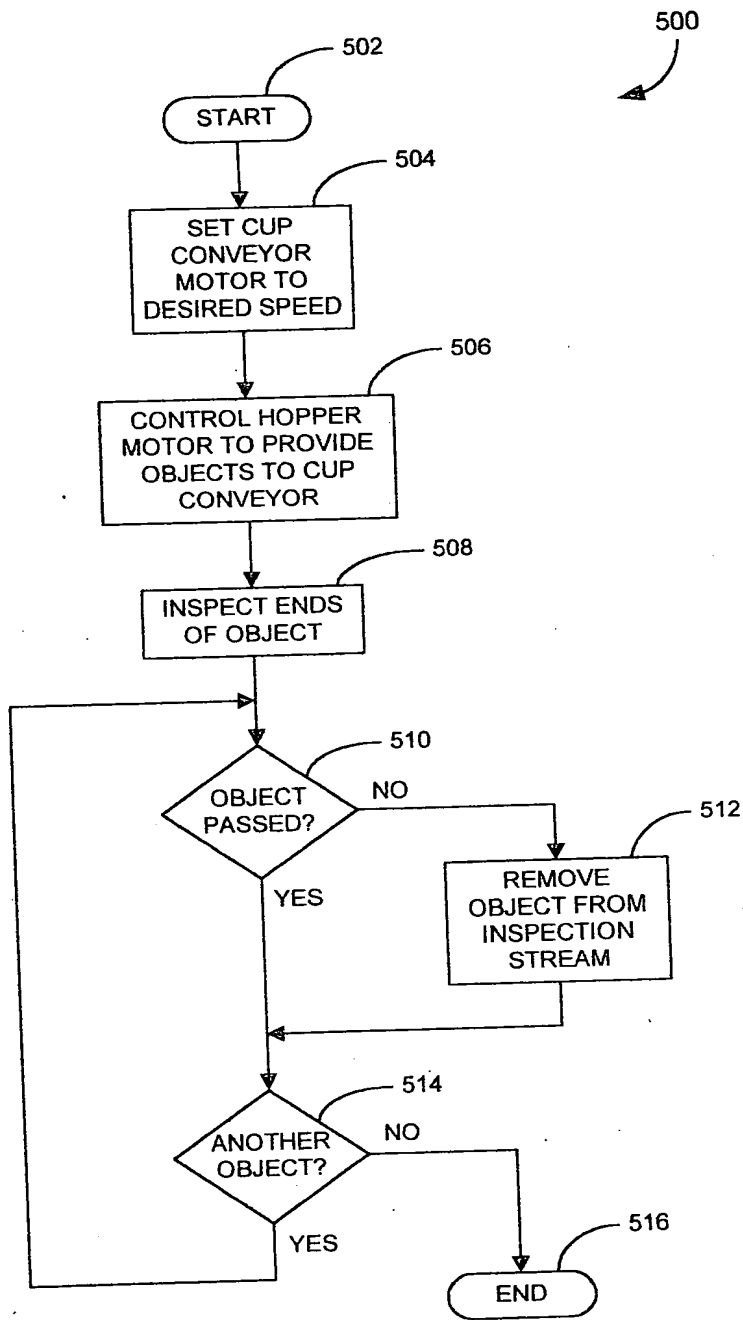 500
502
START
504
SET CUP
CONVEYOR
MOTOR TO
DESIRED SPEED
506
CONTROL HOPPER
MOTOR TO PROVIDE
OBJECTS TO CUP
CONVEYOR
508
INSPECT ENDS
OF OBJECT
510
OBJECT
PASSED?
NO
YES
512
REMOVE
OBJECT FROM
INSPECTION
STREAM
514
ANOTHER
OBJECT?
NO
YES
516
END